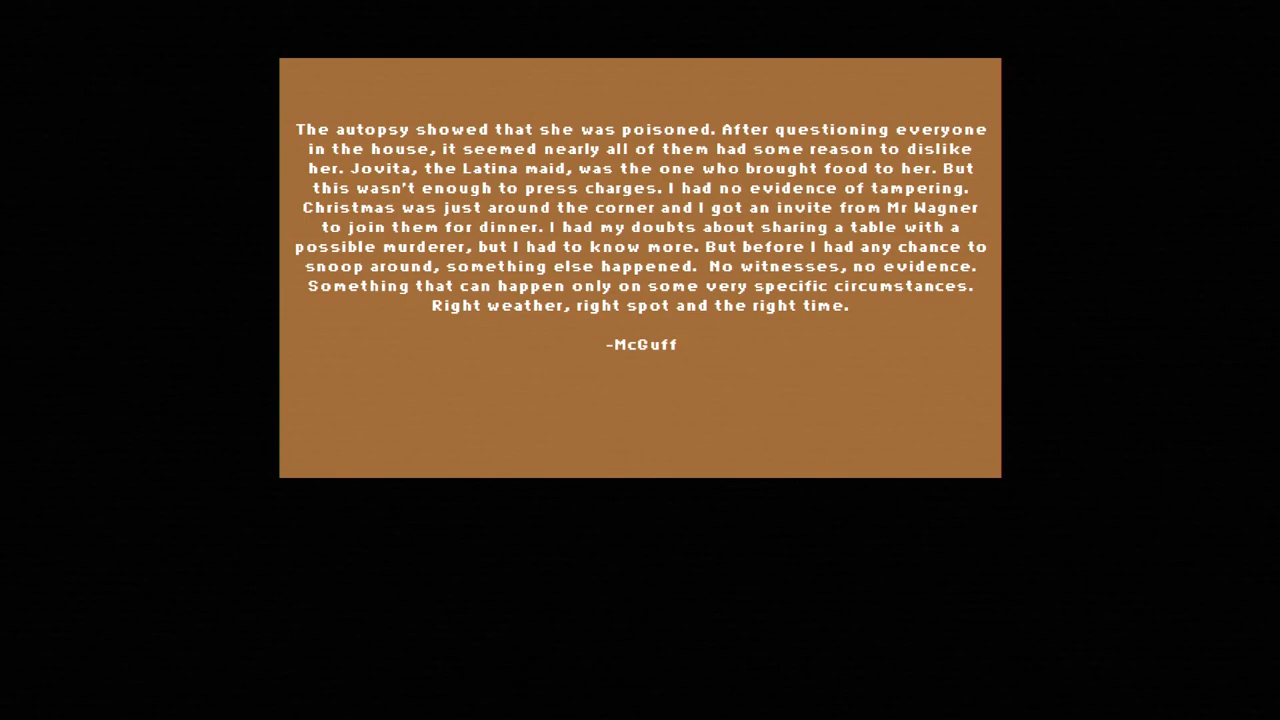 The autopsy showed that she was poisoned. After questioning everyone
in the house, it seemed nearly all of them had some reason to dislike
her. Jovita, the Latina maid, was the one who brought food to her. But
this wasn't enough to press charges. I had no evidence of tampering.
Christmas was just around the corner and I got an invite from Mr Wagner
to join them for dinner. I had my doubts about sharing a table with a
possible murderer, but I had to know more. But before I had any chance to
snoop around, something else happened.  No witnesses, no evidence.
Something that can happen only on some very specific circumstances.
Right weather, right spot and the right time.
-McGuff